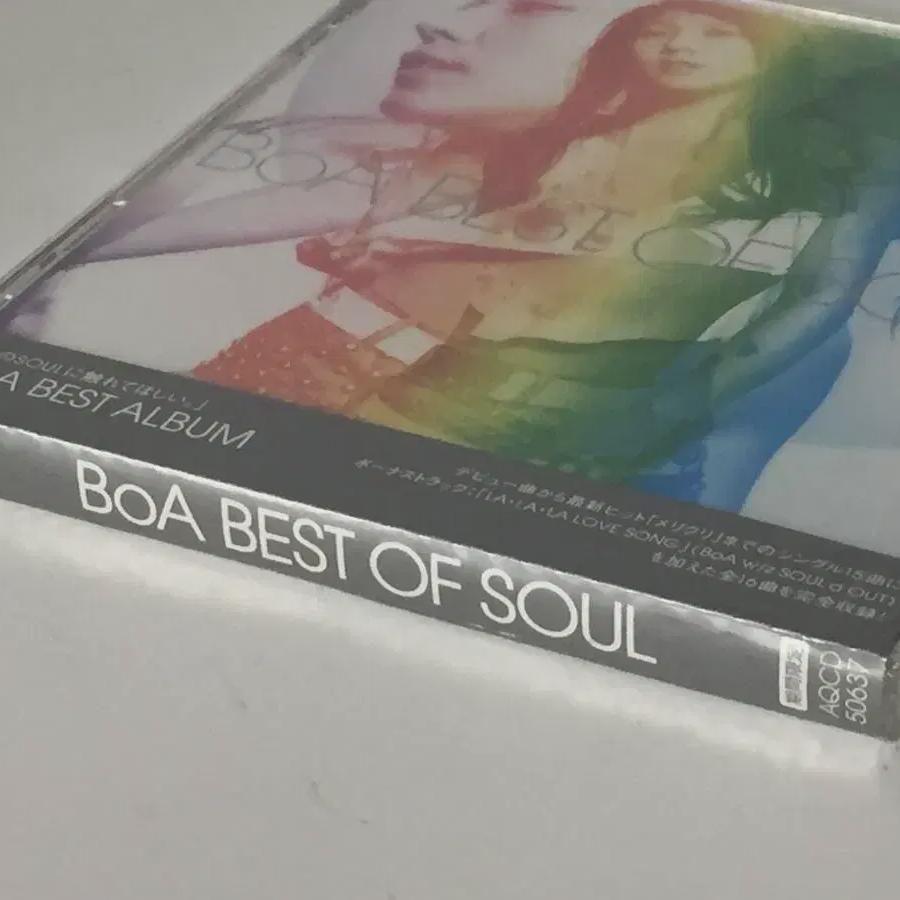 BOA BEST OF
のSOULに触れてほしい。」
A BEST ALBUM
デビュー曲から最新ヒット「メリクリ」までのシングル15曲に
ボーナストラック:「LA・LA・LA LOVE SONG」(BoA w/z SOUL'd OUT)
を加えた全16曲を完全収録!
BoA BEST OF SOUL
AQCD
50637